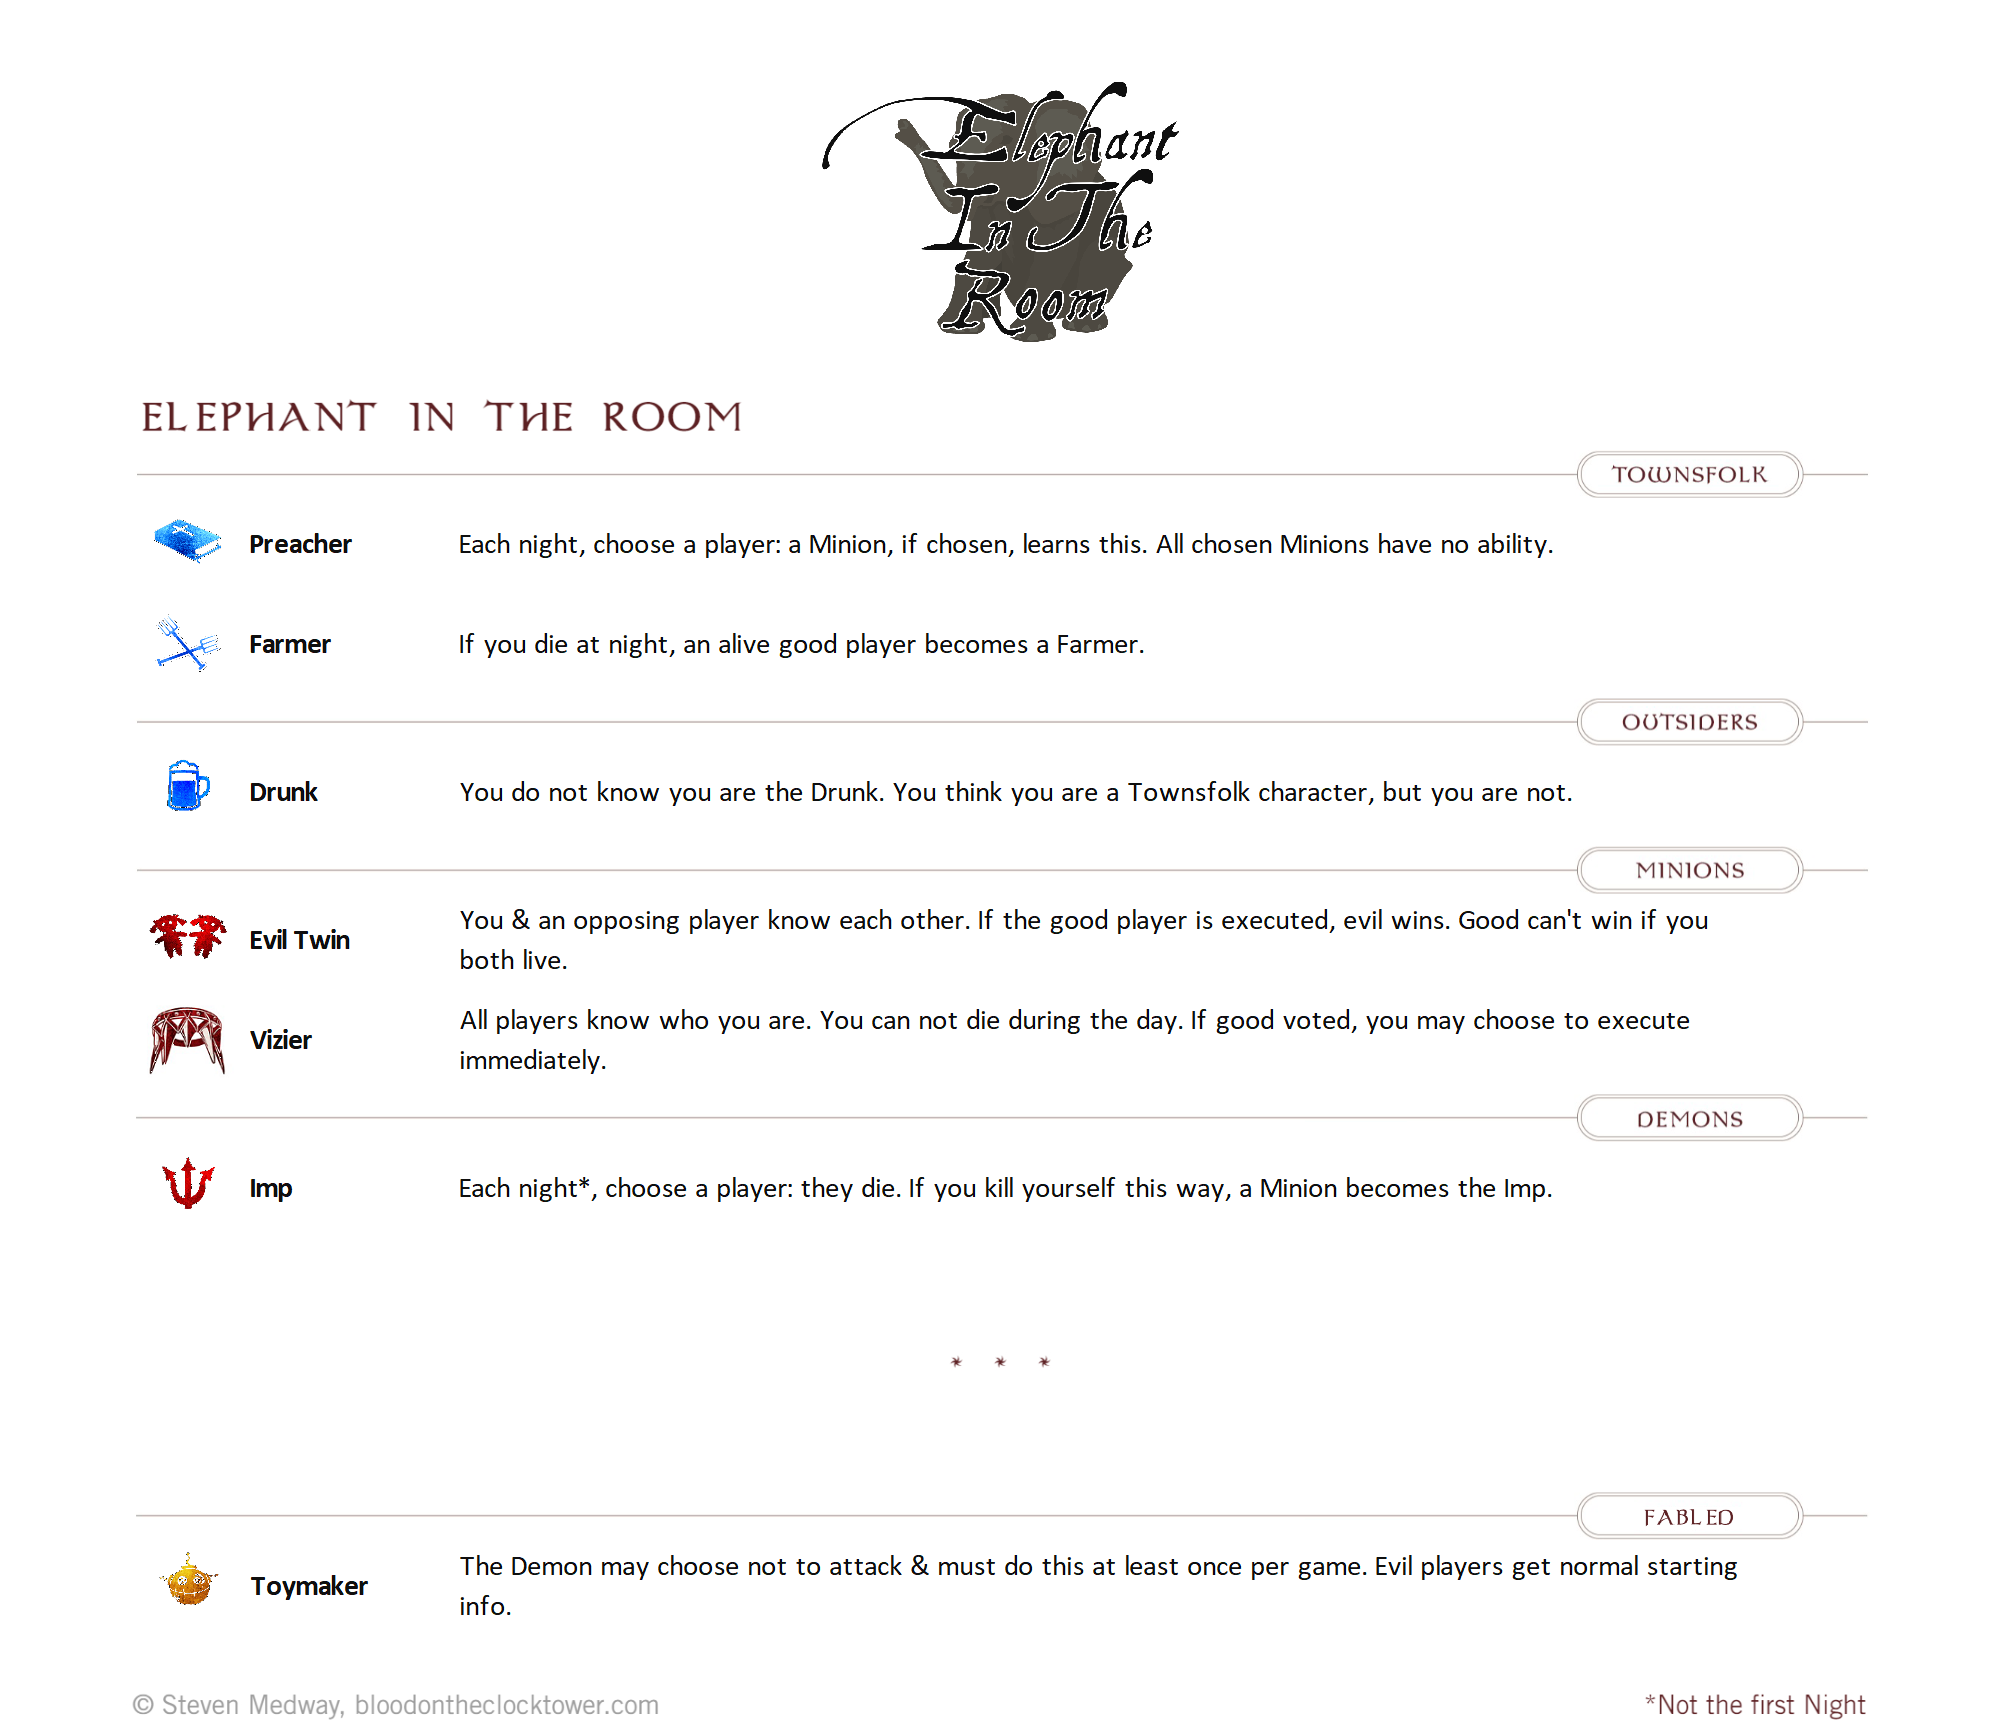 Elephant
In The
Room
ELEPHANT IN THE ROOM
TOWNSFOLK
Preacher Each night, choose a player: a Minion, if chosen, learns this. All chosen Minions have no ability.
Farmer If you die at night, an alive good player becomes a Farmer.
OUTSIDERS
Drunk You do not know you are the Drunk. You think you are a Townsfolk character, but you are not.
MINIONS
Evil Twin You & an opposing player know each other. If the good player is executed, evil wins. Good can't win if you
both live.
Vizier All players know who you are. You can not die during the day. If good voted, you may choose to execute
immediately.
DEMONS
Imp Each night*, choose a player: they die. If you kill yourself this way, a Minion becomes the Imp.
* * *
FABLED
Toymaker The Demon may choose not to attack & must do this at least once per game. Evil players get normal starting
info.
© Steven Medway, bloodontheclocktower.com
*Not the first Night